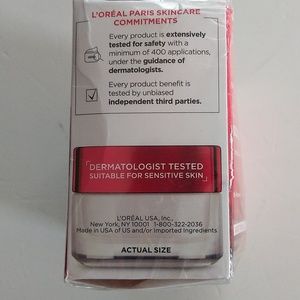 L'ORÉAL PARIS SKINCARE
COMMITMENTS
Every product is extensively
tested for safety with a
minimum of 400 applications,
under the guidance of
dermatologists.
Every product benefit is
tested by unbiased
independent third parties.
DERMATOLOGIST TESTED
SUITABLE FOR SENSITIVE SKIN
L'ORÉAL USA, Inc.,
New York, NY 10001 1-800-322-2036
Made in USA of US and/or Imported Ingredients
ACTUAL SIZE